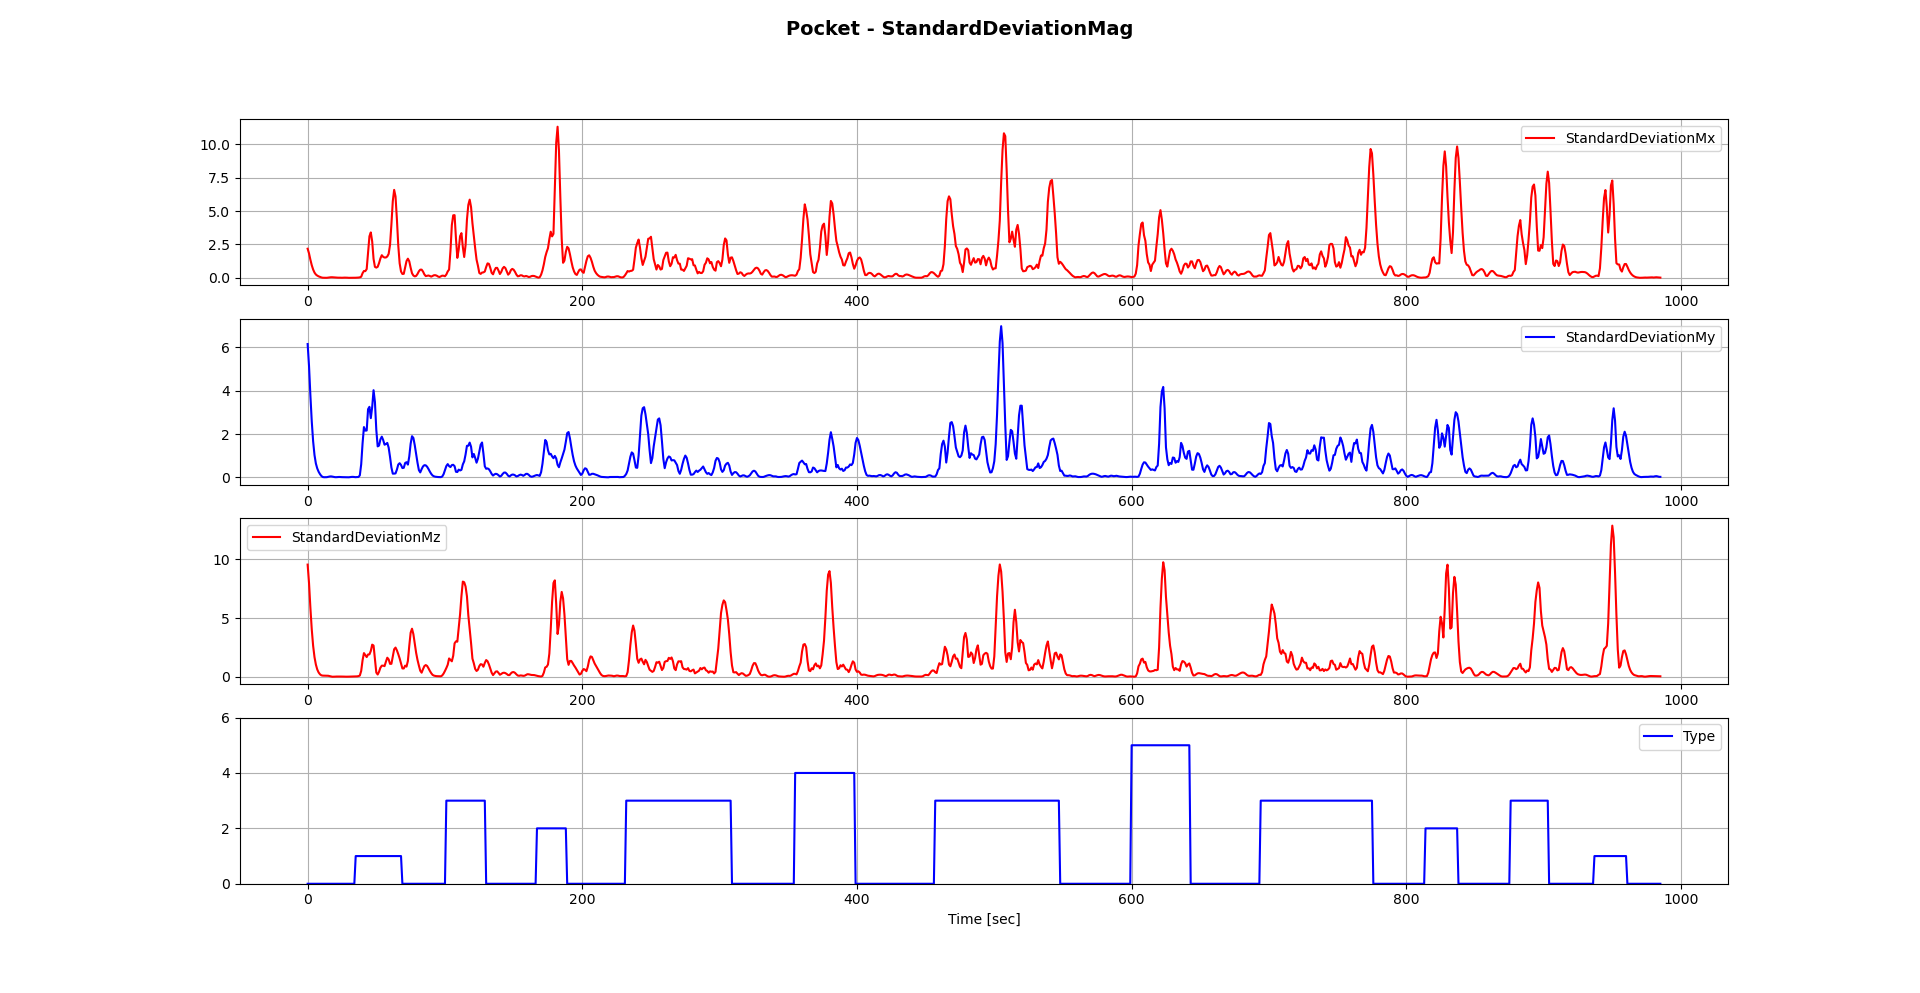 Pocket - StandardDeviationMag
10.0
7.5
5.0
2.5
0.0
StandardDeviationMx
0 200 400 600 800 1000
6
4
2
0
StandardDeviationMy
0 200 400 600 800 1000
10
5
0
StandardDeviationMz
0 200 400 600 800 1000
6
4
2
0
Type
0 200 400 600 800 1000
Time [sec]